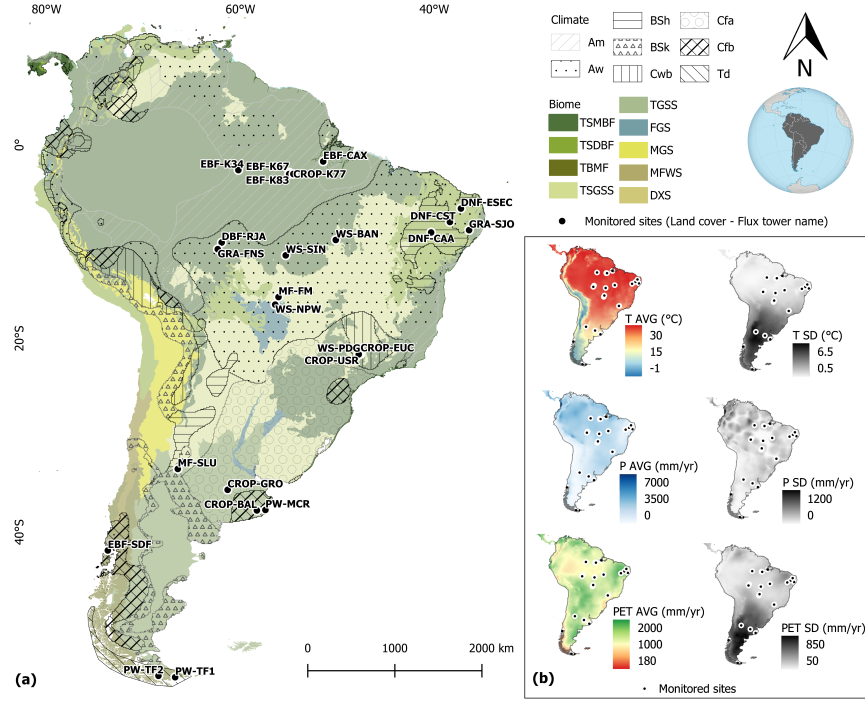 80°W
60°W
40°W
0°
20°S
40°S
EBF-K34
EBF-K67
EBF-K83
CROP-K77
EBF-CAX
DNF-ESEC
DNF-CST
GRA-SJO
DNF-CAA
DBF-RJA
GRA-FNS
WS-SIN
WS-BAN
MF-FM
WS-NPW
WS-PDG
CROP-EUC
CROP-USR
MF-SLU
CROP-GRO
CROP-BAL
PW-MCR
EBF-SDF
PW-TF2
PW-TF1
0 1000 2000 km
(a)
Climate
Am
Aw
BSh
BSk
Cwb
Cfa
Cfb
Td
N
Biome
TSMBF
TSDBF
TBMF
TSGSS
TGSS
FGS
MGS
MFWS
DXS
Monitored sites (Land cover - Flux tower name)
T AVG (°C)
30
15
-1
T SD (°C)
6.5
0.5
P AVG (mm/yr)
7000
3500
0
P SD (mm/yr)
1200
0
PET AVG (mm/yr)
2000
1000
180
PET SD (mm/yr)
850
50
(b)
Monitored sites